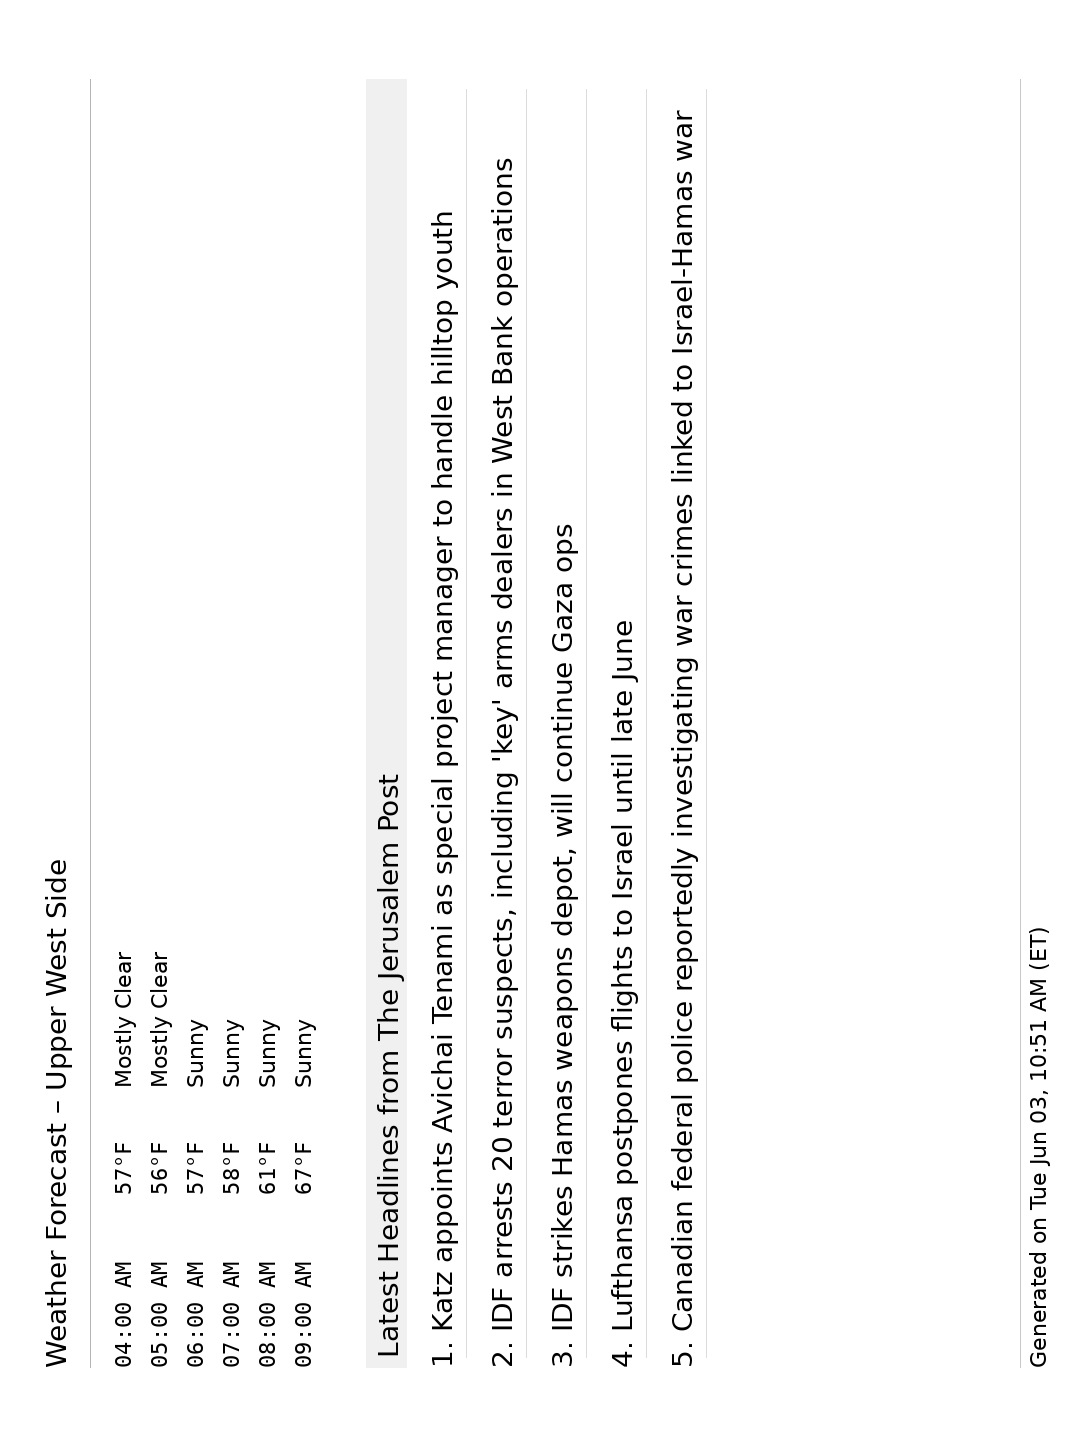 Weather Forecast – Upper West Side
04:00 AM 57°F Mostly Clear
05:00 AM 56°F Mostly Clear
06:00 AM 57°F Sunny
07:00 AM 58°F Sunny
08:00 AM 61°F Sunny
09:00 AM 67°F Sunny
Latest Headlines from The Jerusalem Post
1. Katz appoints Avichai Tenami as special project manager to handle hilltop youth
2. IDF arrests 20 terror suspects, including 'key' arms dealers in West Bank operations
3. IDF strikes Hamas weapons depot, will continue Gaza ops
4. Lufthansa postpones flights to Israel until late June
5. Canadian federal police reportedly investigating war crimes linked to Israel-Hamas war
Generated on Tue Jun 03, 10:51 AM (ET)